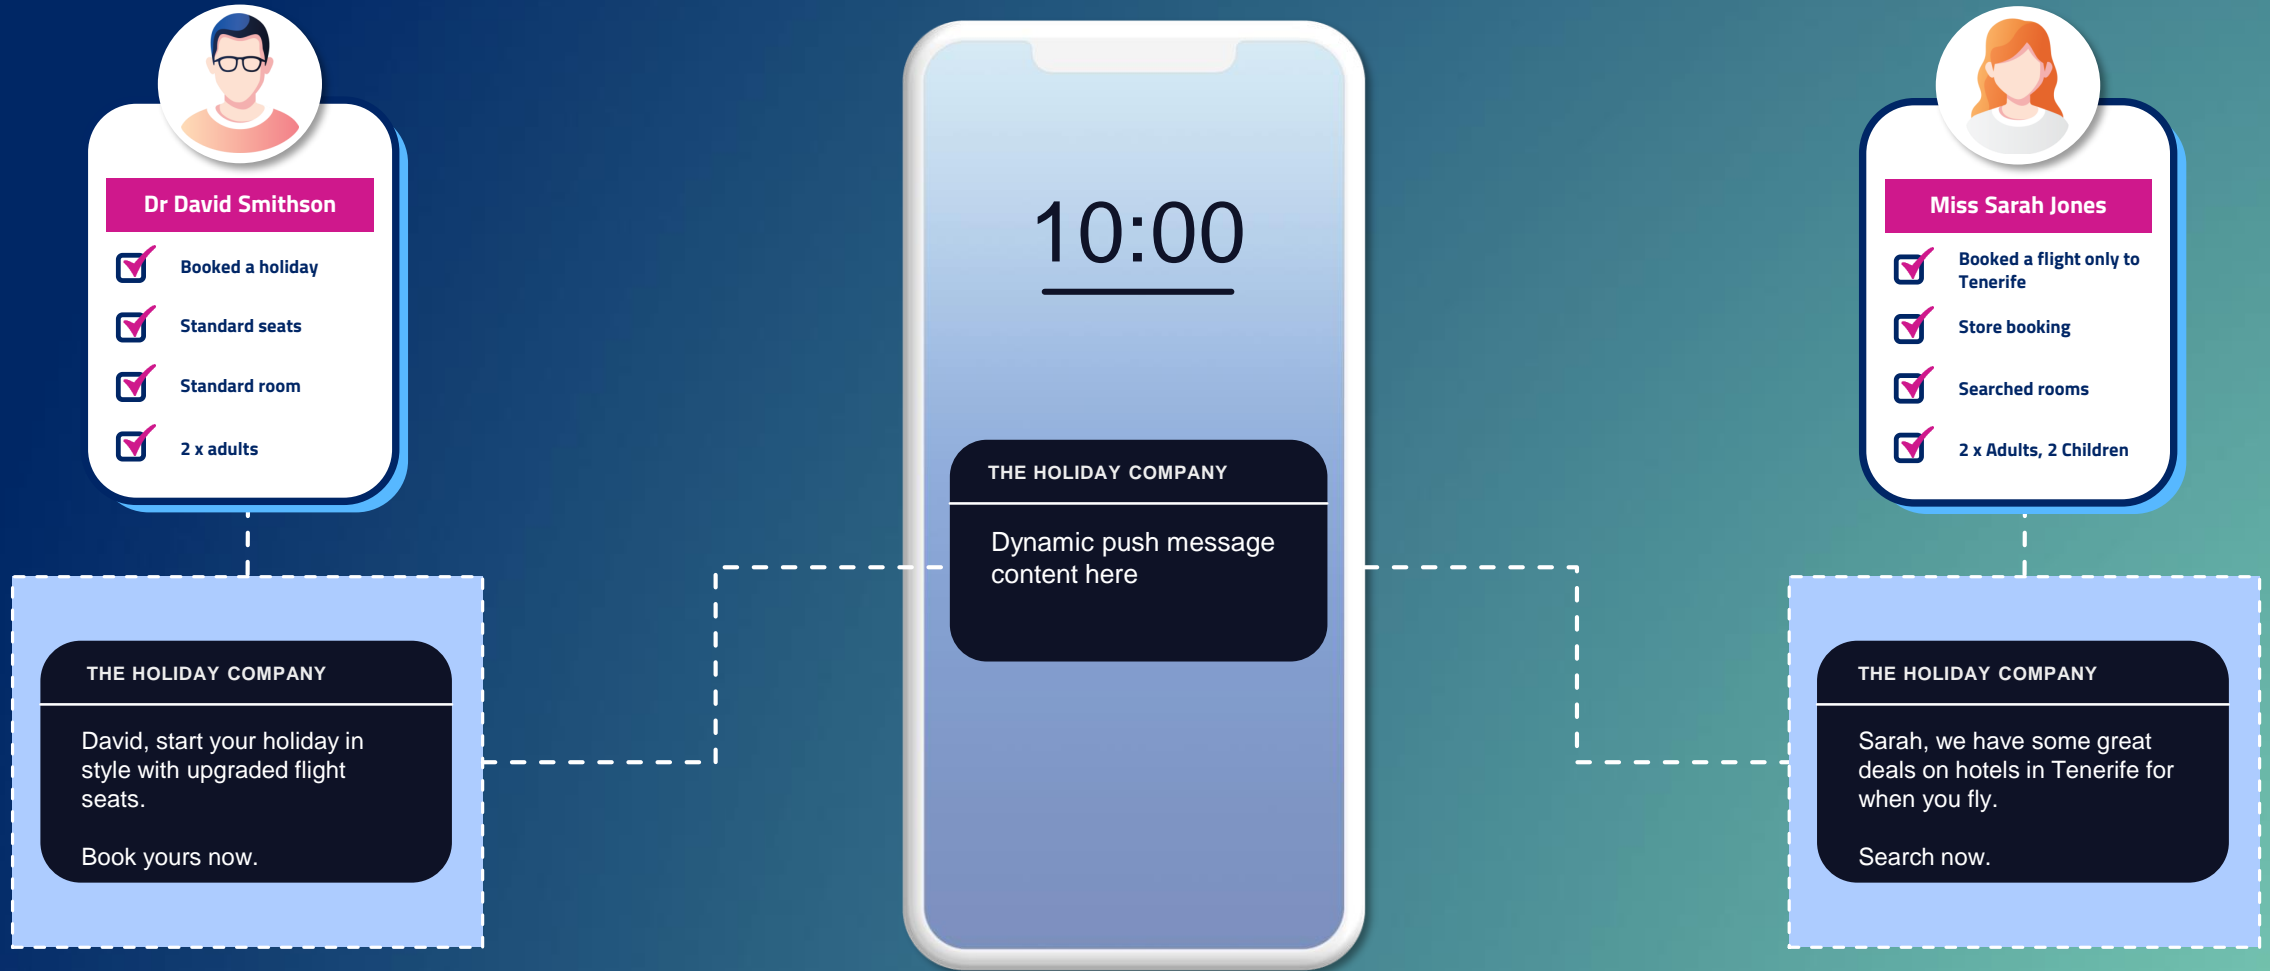 Dr David Smithson
Booked a holiday
Standard seats
Standard room
2 x adults
THE HOLIDAY COMPANY
David, start your holiday in
style with upgraded flight
seats.
Book yours now.
10:00
THE HOLIDAY COMPANY
Dynamic push message
content here
Miss Sarah Jones
Booked a flight only to
Tenerife
Store booking
Searched rooms
2 x Adults, 2 Children
THE HOLIDAY COMPANY
Sarah, we have some great
deals on hotels in Tenerife for
when you fly.
Search now.